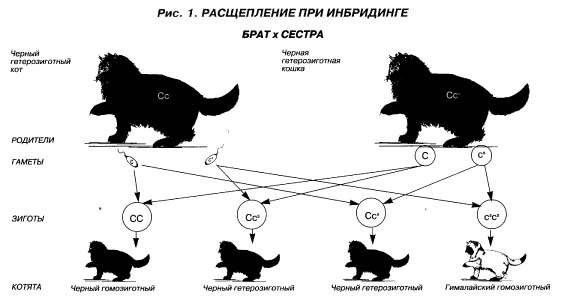 Рис. 1. РАСЩЕПЛЕНИЕ ПРИ ИНБРИДИНГЕ
БРАТ x СЕСТРА
Черный
гетерозиготный
кот
Черная
гетерозиготная
кошка
Cc
Cc
РОДИТЕЛИ
ГАМЕТЫ
C
ЗИГОТЫ
CC
КОТЯТА
Черный гомозиготный
Черный гетерозиготный
Черный гетерозиготный
Гималайский гомозиготный